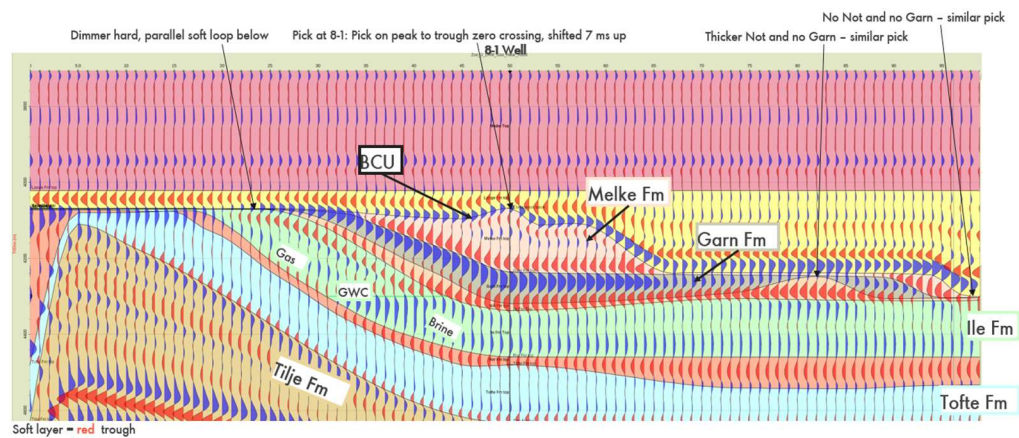 No Not and no Garn – similar pick
Dimmer hard, parallel soft loop below
Pick at 8-1: Pick on peak to trough zero crossing, shifted 7 ms up
Thicker Not and no Garn – similar pick
8-1 Well
BCU
Melke Fm
Garn Fm
Gas
GWC
Brine
Ile Fm
Tilje Fm
Tofte Fm
Soft layer = red trough